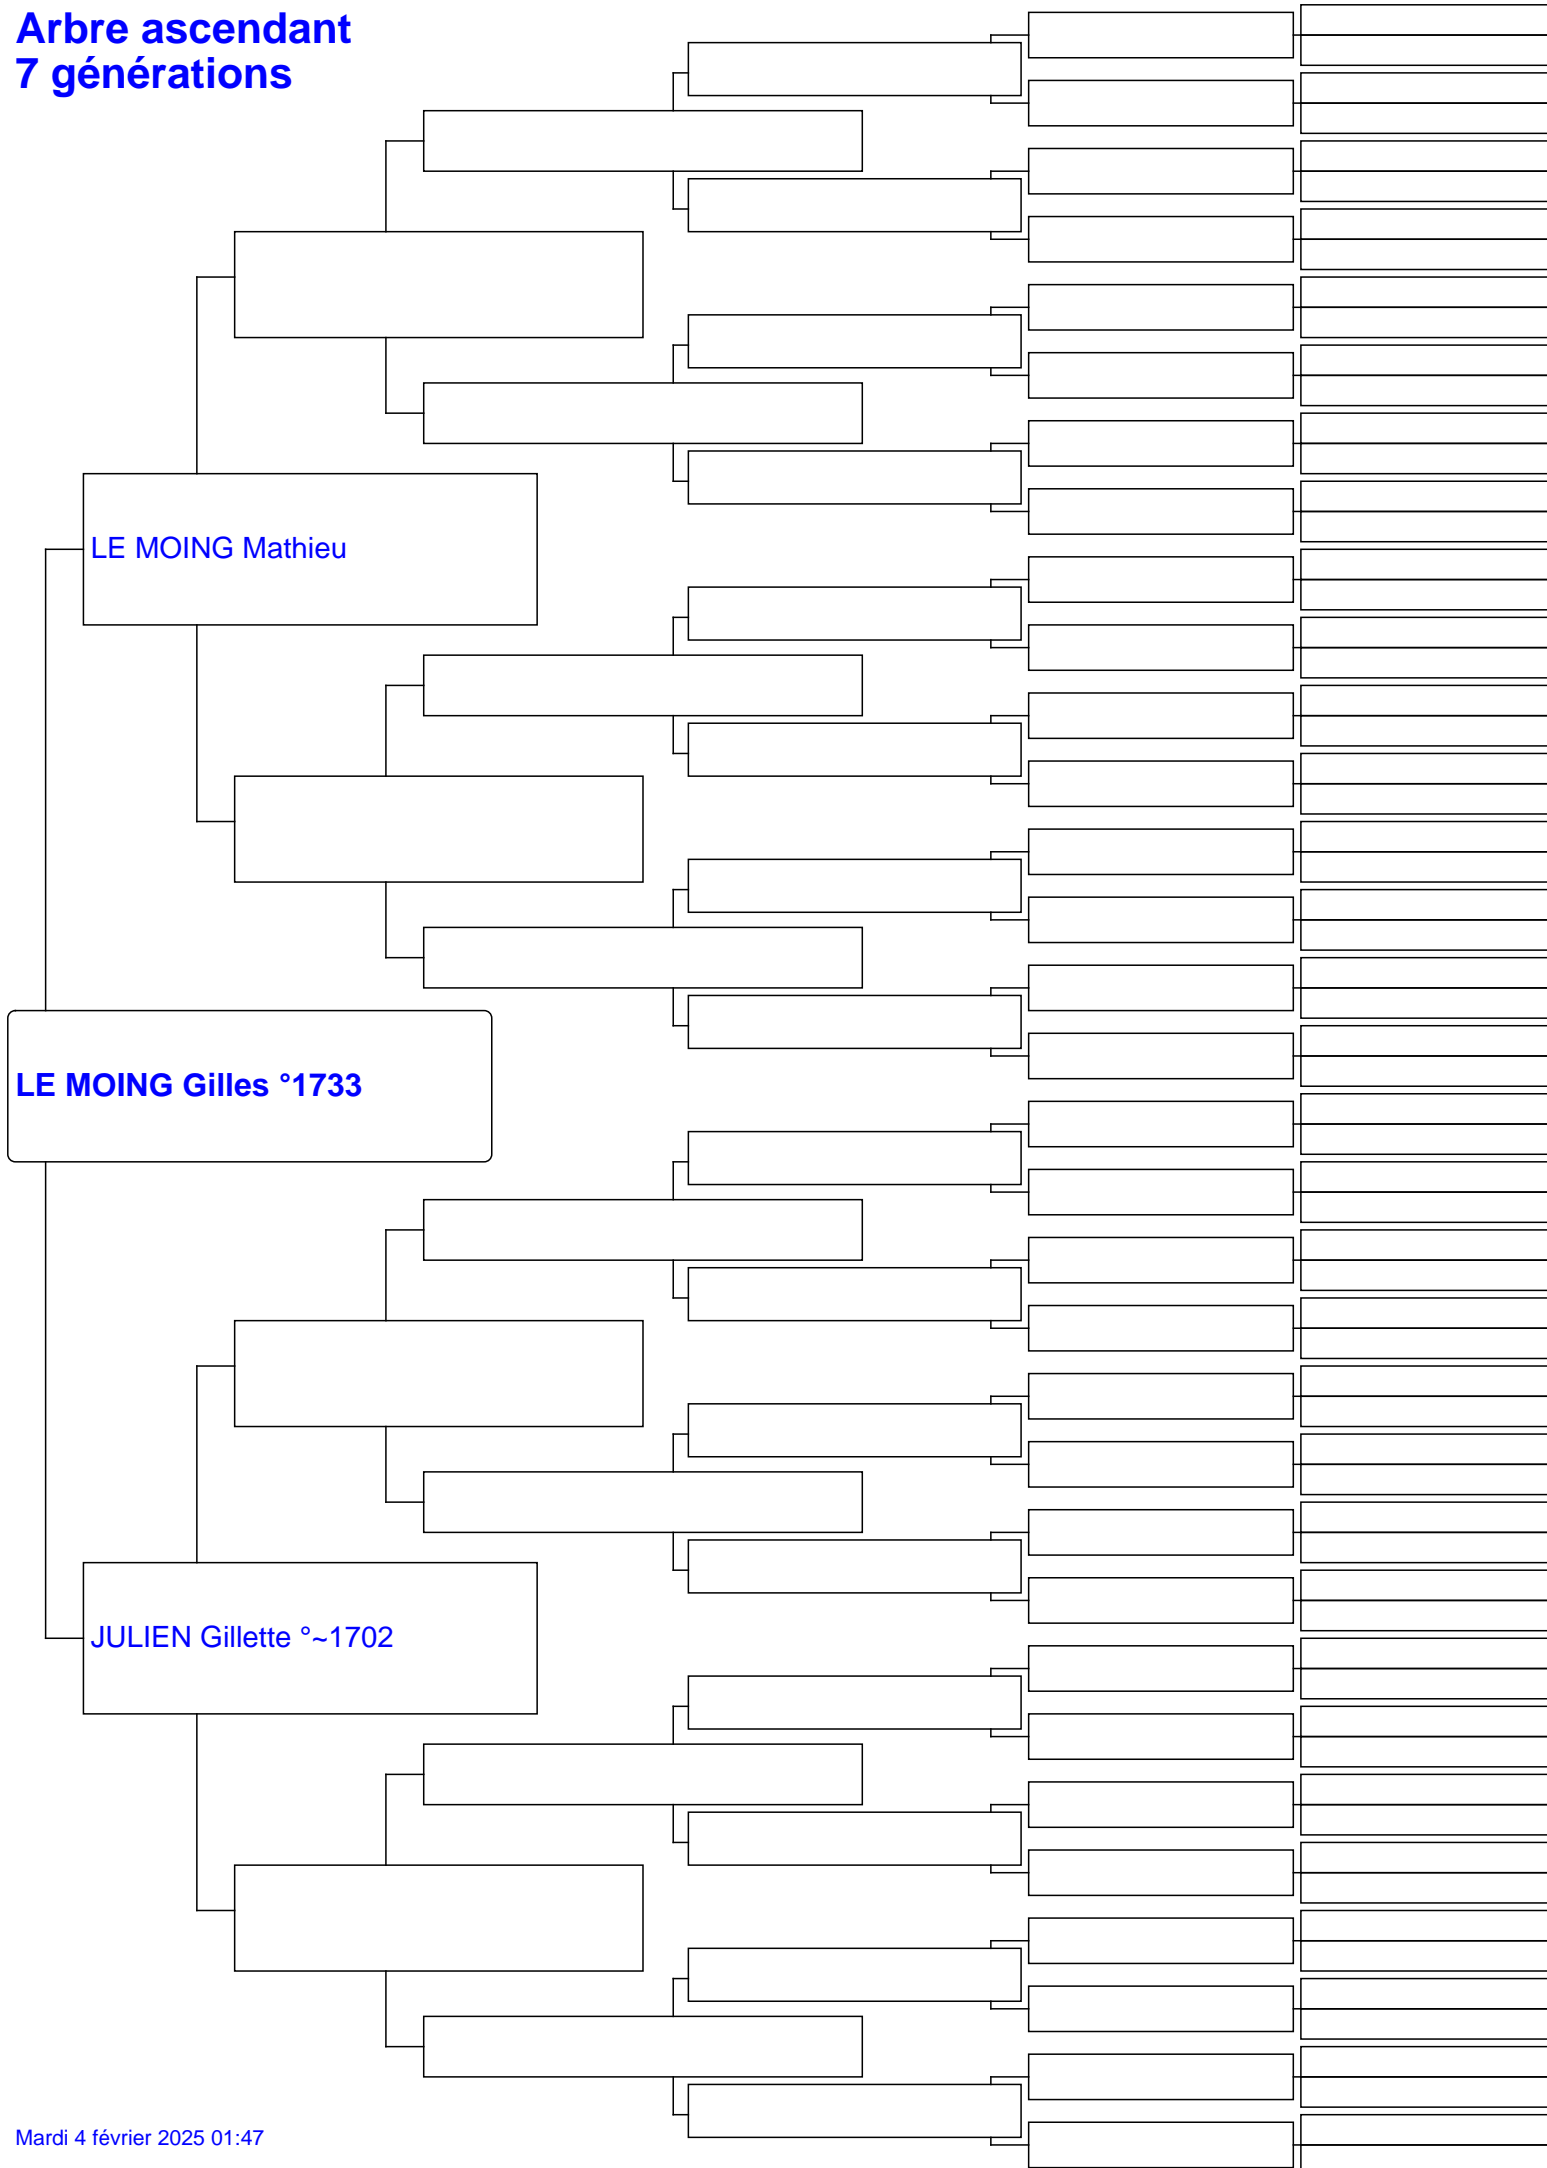 Arbre ascendant
7 générations
LE MOING Mathieu
LE MOING Gilles °1733
JULIEN Gillette °~1702
Mardi 4 février 2025 01:47